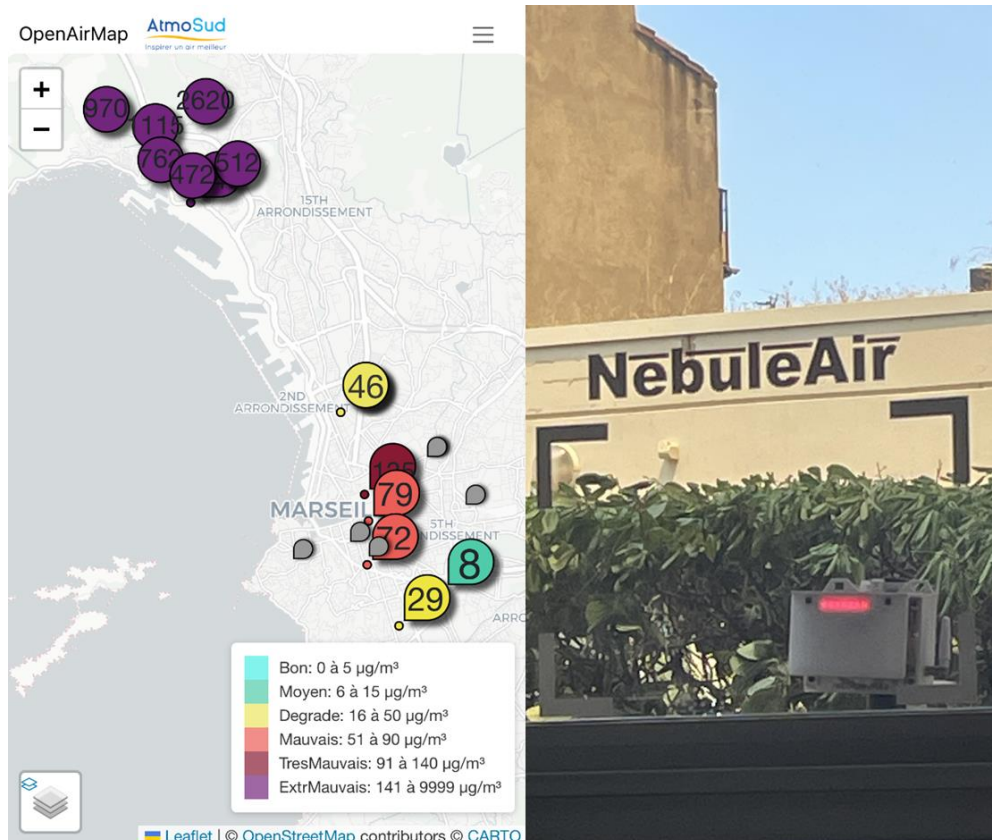 OpenAirMap
AtmoSud
Inspirer un air meilleur
+
−
970
2620
1115
762
472
512
15TH
ARRONDISSEMENT
46
2ND
ARRONDISSEMENT
79
MARSEIL
72
5TH
NDISSEMENT
8
29
ARRO
Bon: 0 à 5 µg/m³
Moyen: 6 à 15 µg/m³
Degrade: 16 à 50 µg/m³
Mauvais: 51 à 90 µg/m³
TresMauvais: 91 à 140 µg/m³
ExtrMauvais: 141 à 9999 µg/m³
Leaflet | © OpenStreetMap contributors © CARTO
NebuleAir